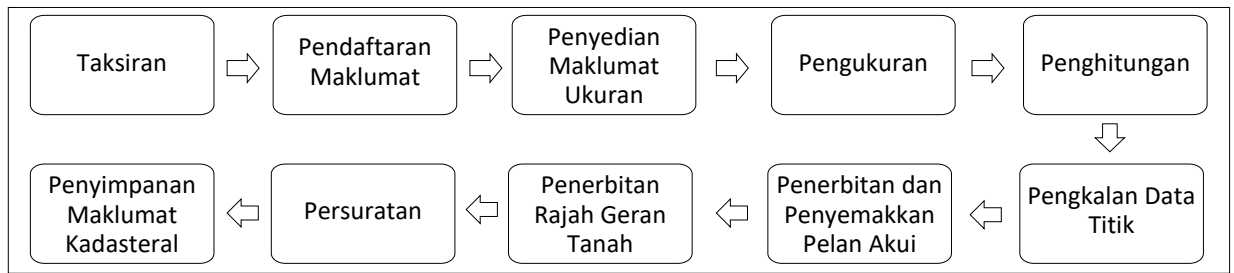 Taksiran
Pendaftaran
Maklumat
Penyedian
Maklumat
Ukuran
Pengukuran
Penghitungan
Pengkalan Data
Titik
Penerbitan dan
Penyemakkan
Pelan Akui
Penerbitan
Rajah Geran
Tanah
Persuratan
Penyimpanan
Maklumat
Kadasteral